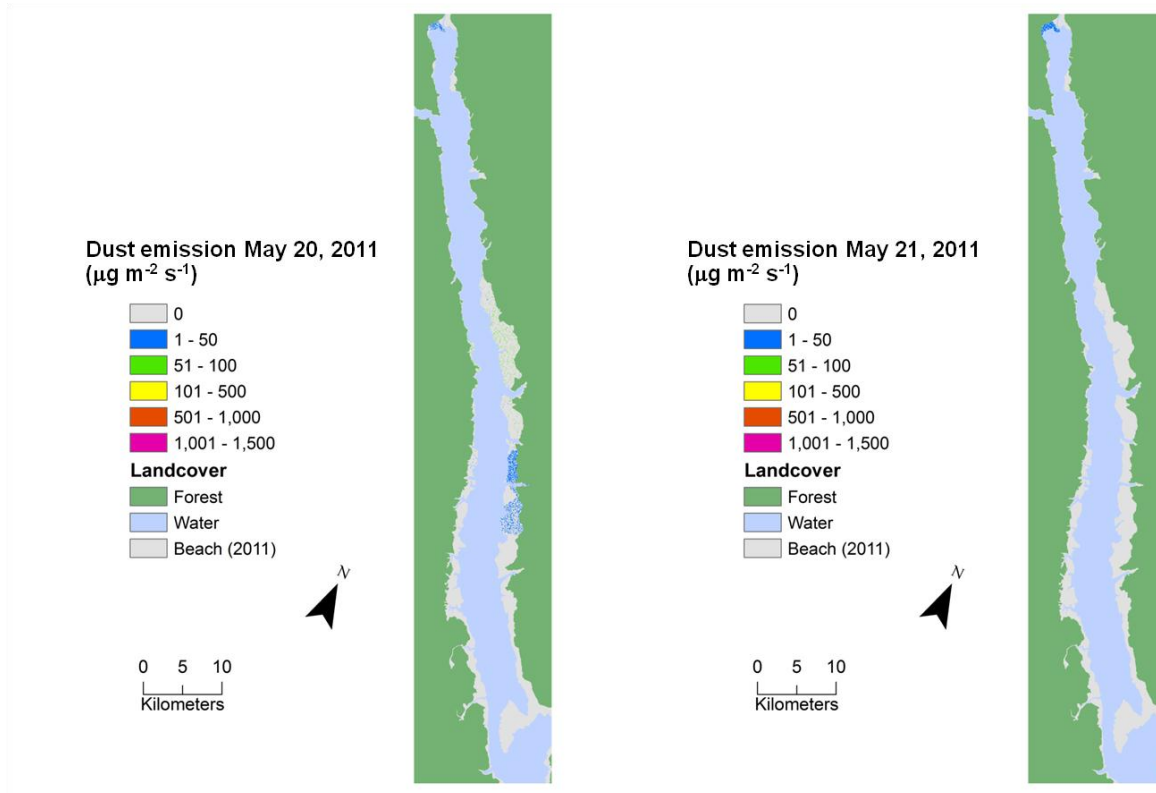 Dust emission May 20, 2011
(µg m⁻² s⁻¹)
0
1 - 50
51 - 100
101 - 500
501 - 1,000
1,001 - 1,500
Landcover
Forest
Water
Beach (2011)
N
0 5 10
Kilometers
Dust emission May 21, 2011
(µg m⁻² s⁻¹)
0
1 - 50
51 - 100
101 - 500
501 - 1,000
1,001 - 1,500
Landcover
Forest
Water
Beach (2011)
N
0 5 10
Kilometers